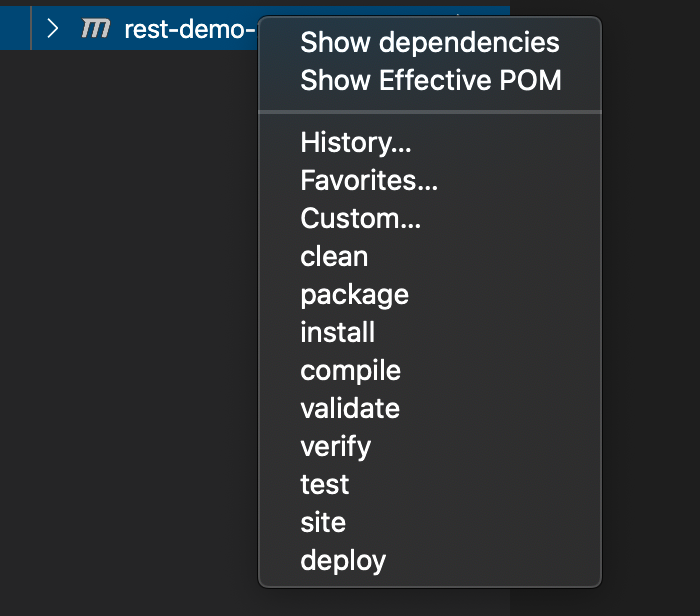 rest-demo-
Show dependencies
Show Effective POM
History...
Favorites...
Custom...
clean
package
install
compile
validate
verify
test
site
deploy